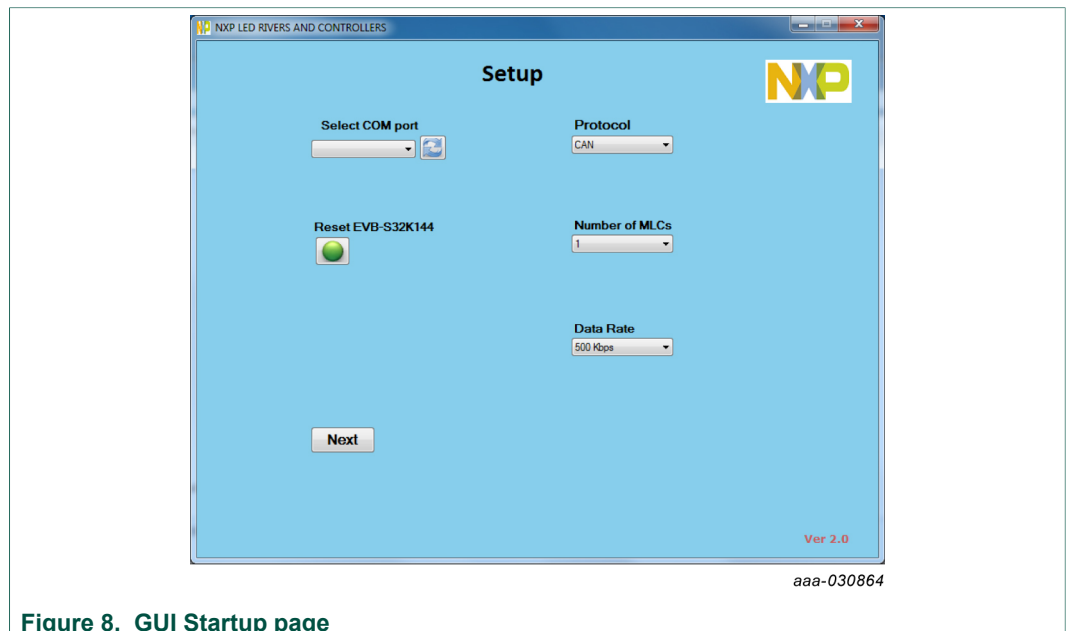 NXP LED RIVERS AND CONTROLLERS
Setup
NXP
Select COM port
Protocol
CAN
Reset EVB-S32K144
Number of MLCs
1
Data Rate
500 Kbps
Next
Ver 2.0
aaa-030864
Figure 8. GUI Startup page